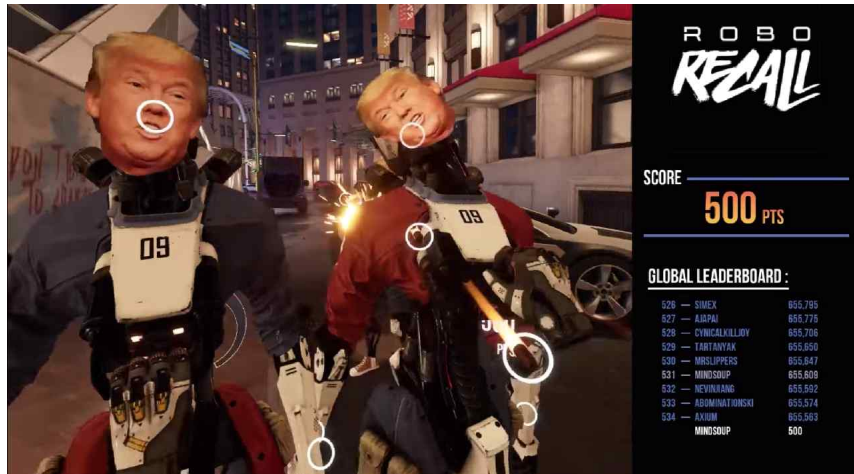 ROBO
RECALL
SCORE
500 PTS
GLOBAL LEADERBOARD :
526 — SIMEX 655,795
527 — AJAPAI 655,775
528 — CYNICALKILLJOY 655,706
529 — TARTANYAK 655,650
530 — MRSLIPPERS 655,647
531 — MINDSOUP 655,609
532 — NEVINJIANG 655,592
533 — ABOMINATIONSKI 655,574
534 — AXIUM 655,563
MINDSOUP 500
09
09
TO